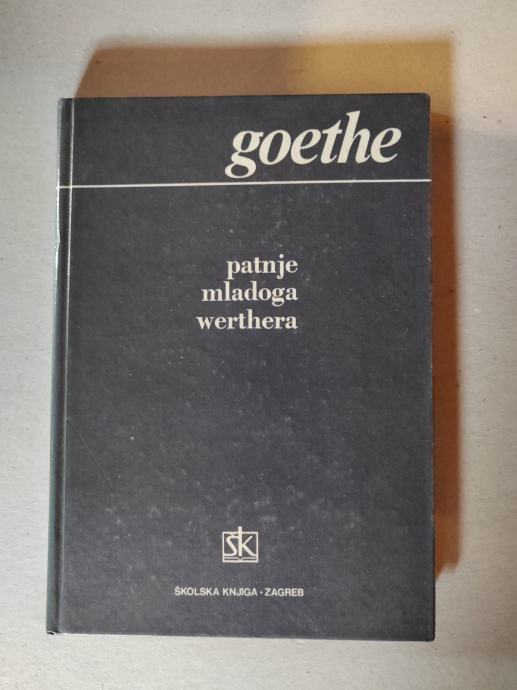 goethe
patnje
mladoga
werthera
ŠK
ŠKOLSKA KNJIGA • ZAGREB